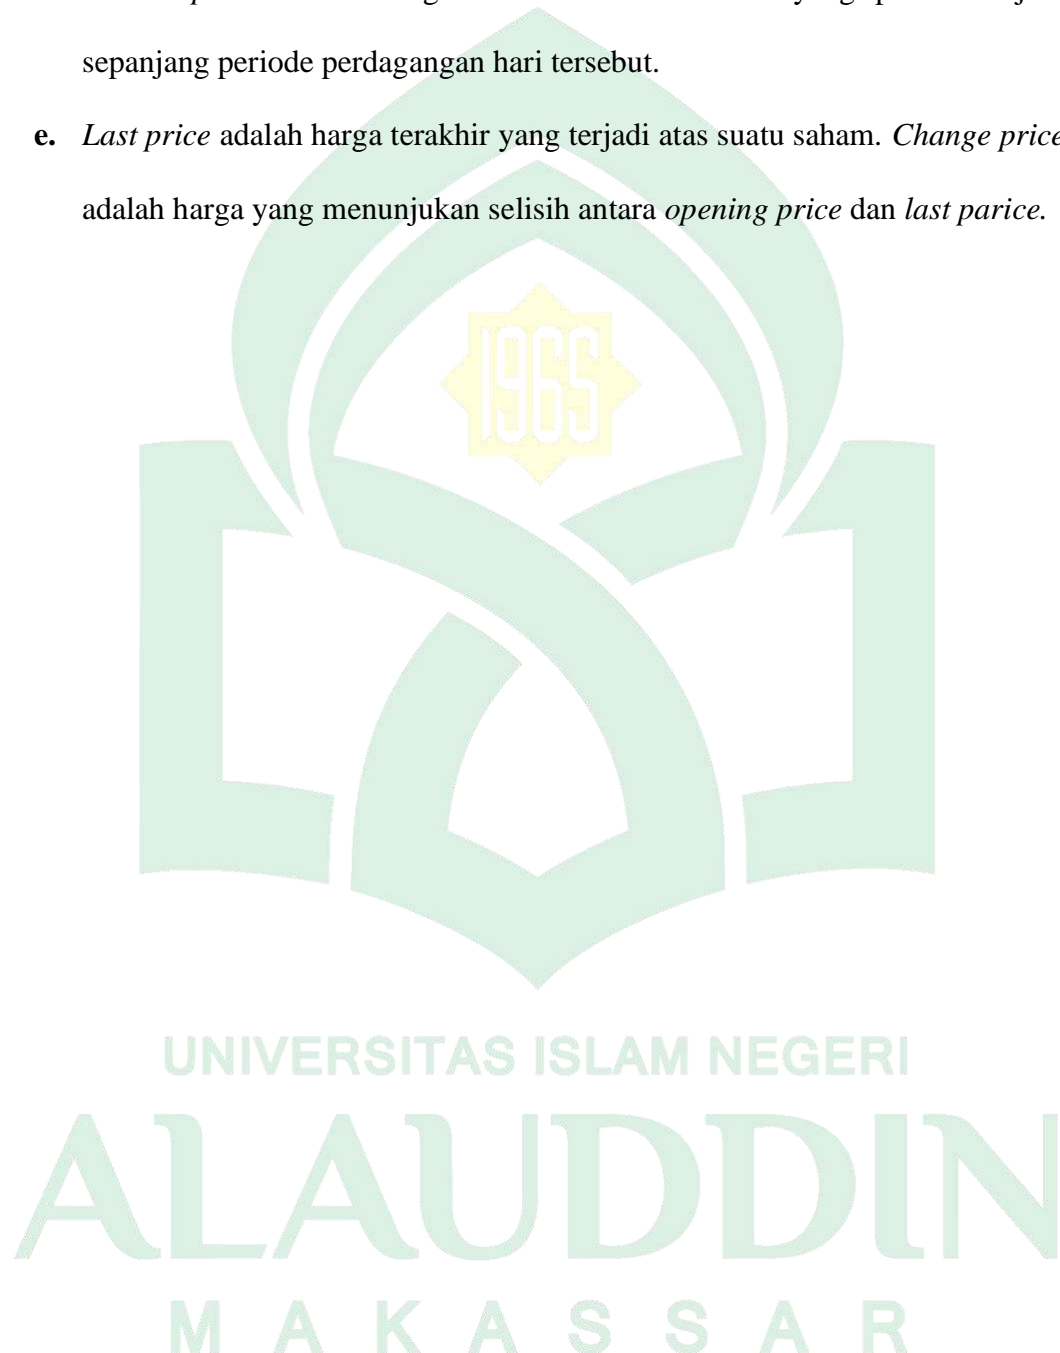 sepanjang periode perdagangan hari tersebut.
e. Last price adalah harga terakhir yang terjadi atas suatu saham. Change price
adalah harga yang menunjukan selisih antara opening price dan last parice.
1965
UNIVERSITAS ISLAM NEGERI
ALAUDDIN
MAKASSAR